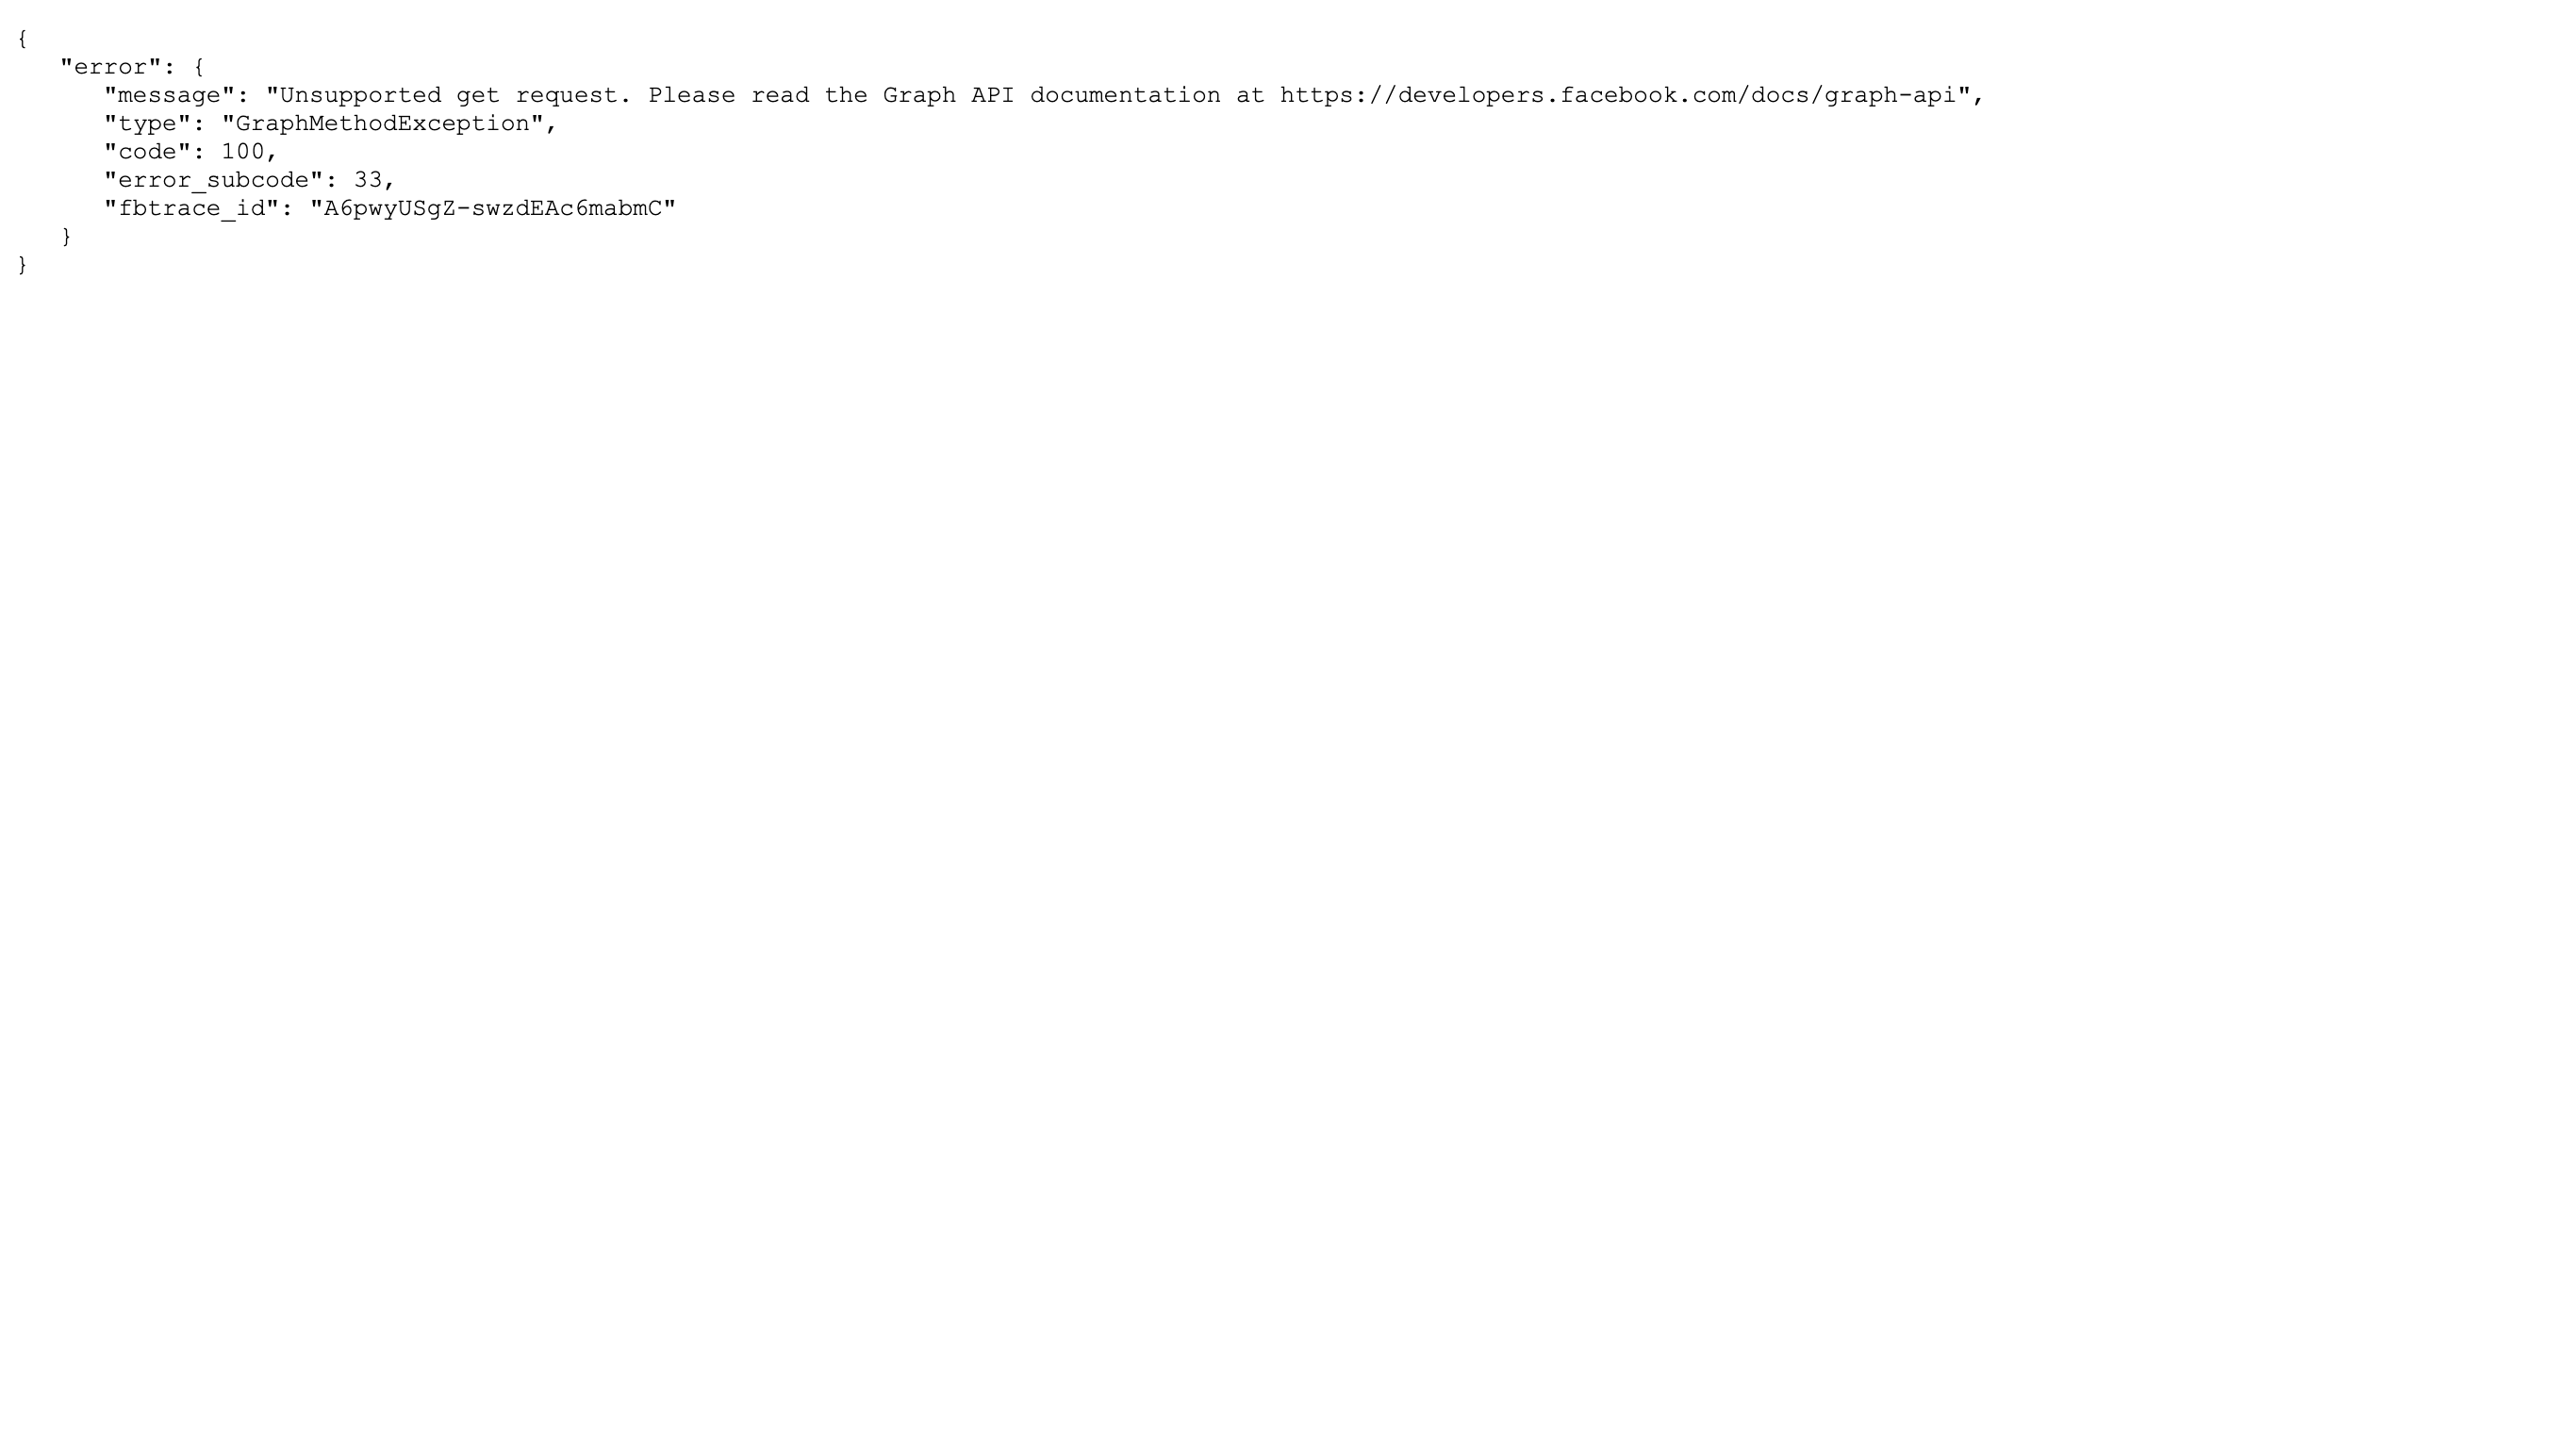 {
   "error": {
      "message": "Unsupported get request. Please read the Graph API documentation at https://developers.facebook.com/docs/graph-api",
      "type": "GraphMethodException",
      "code": 100,
      "error_subcode": 33,
      "fbtrace_id": "A6pwyUSgZ-swzdEAc6mabmC"
   }
}